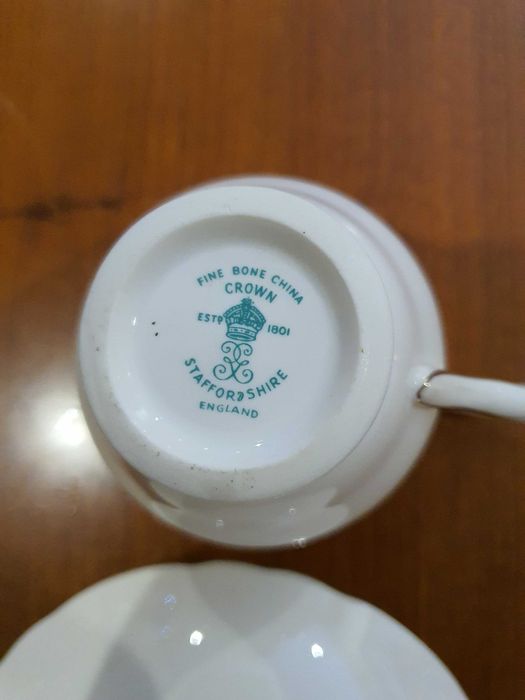 FINE BONE CHINA
CROWN
ESTD 1801
STAFFORDSHIRE
ENGLAND